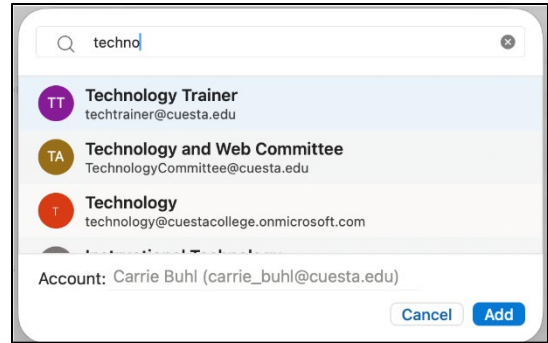 techno
TT
Technology Trainer
techtrainer@cuesta.edu
TA
Technology and Web Committee
TechnologyCommittee@cuesta.edu
T
Technology
technology@cuestacollege.onmicrosoft.com
Account: Carrie Buhl (carrie_buhl@cuesta.edu)
Cancel Add